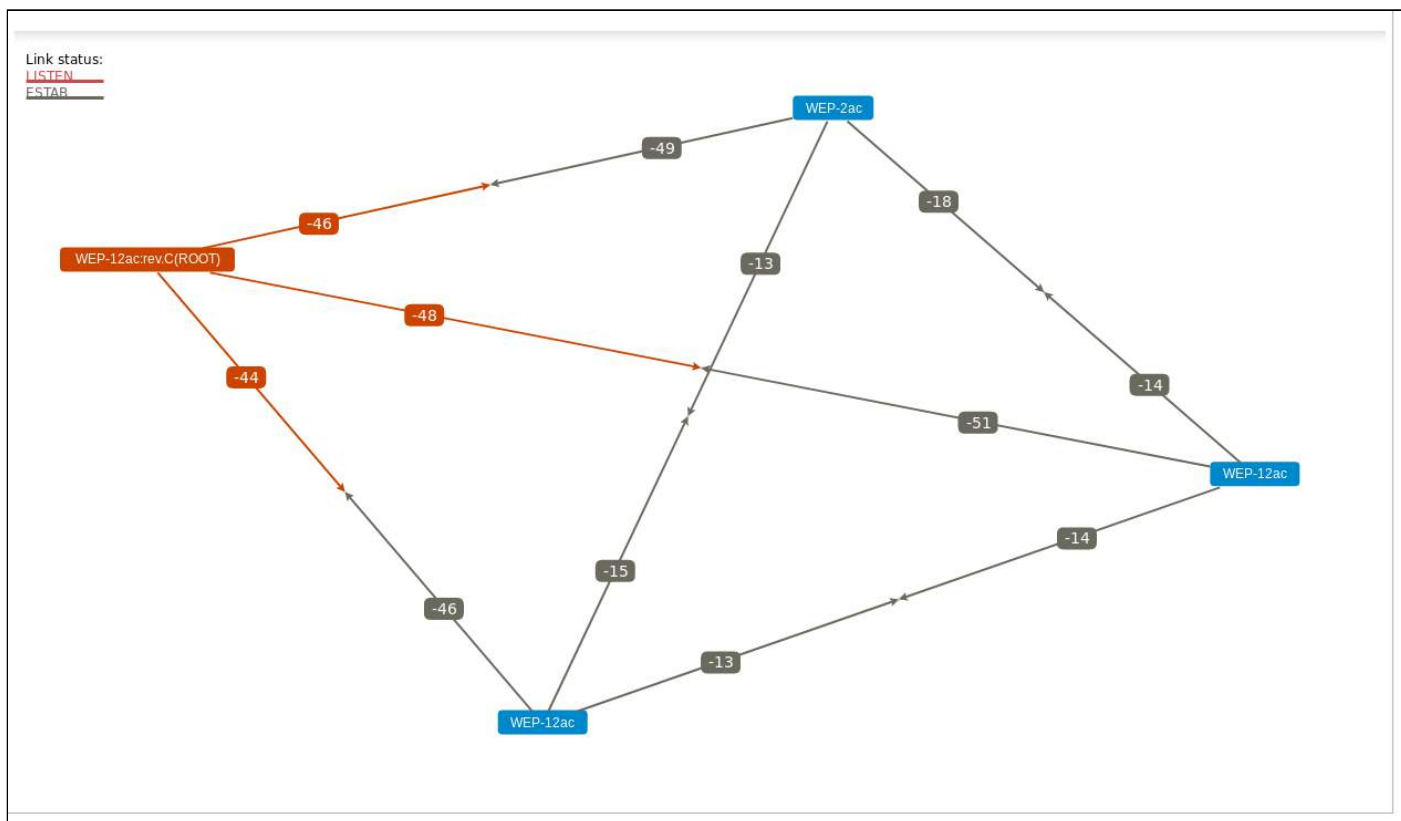 Link status:
LISTEN
ESTAB
WEP-2ac
-49
-18
-46
WEP-12ac:rev.C(ROOT)
-13
-48
-44
-14
-51
WEP-12ac
-14
-15
-46
-13
WEP-12ac